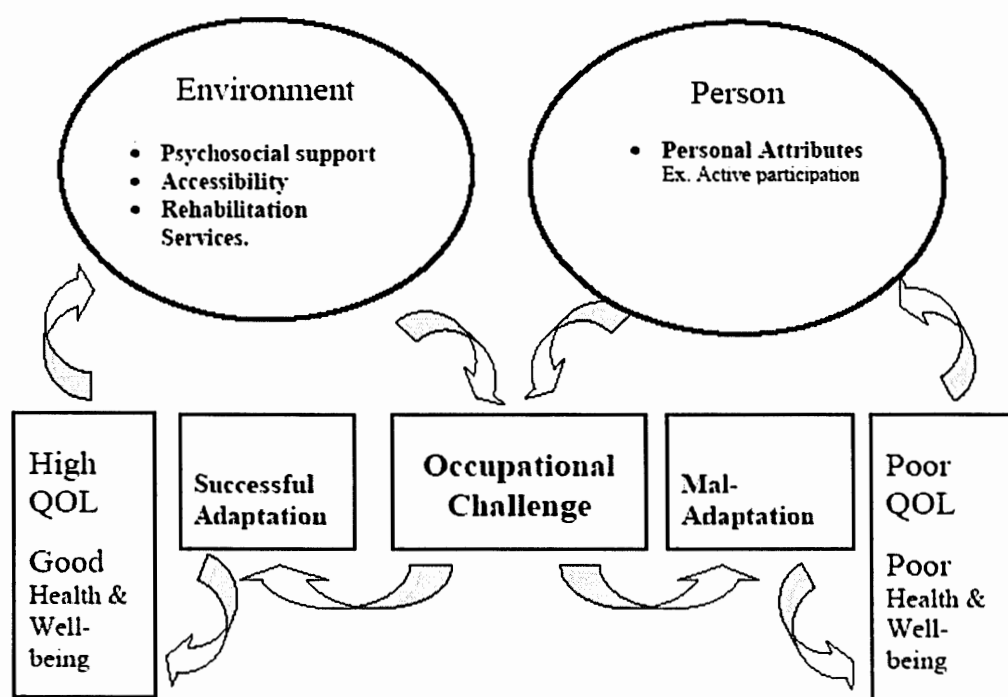 Environment
• Psychosocial support
• Accessibility
• Rehabilitation
Services.
Person
• Personal Attributes
Ex. Active participation
High
QOL
Good
Health &
Well-
being
Successful
Adaptation
Occupational
Challenge
Mal-
Adaptation
Poor
QOL
Poor
Health &
Well-
being